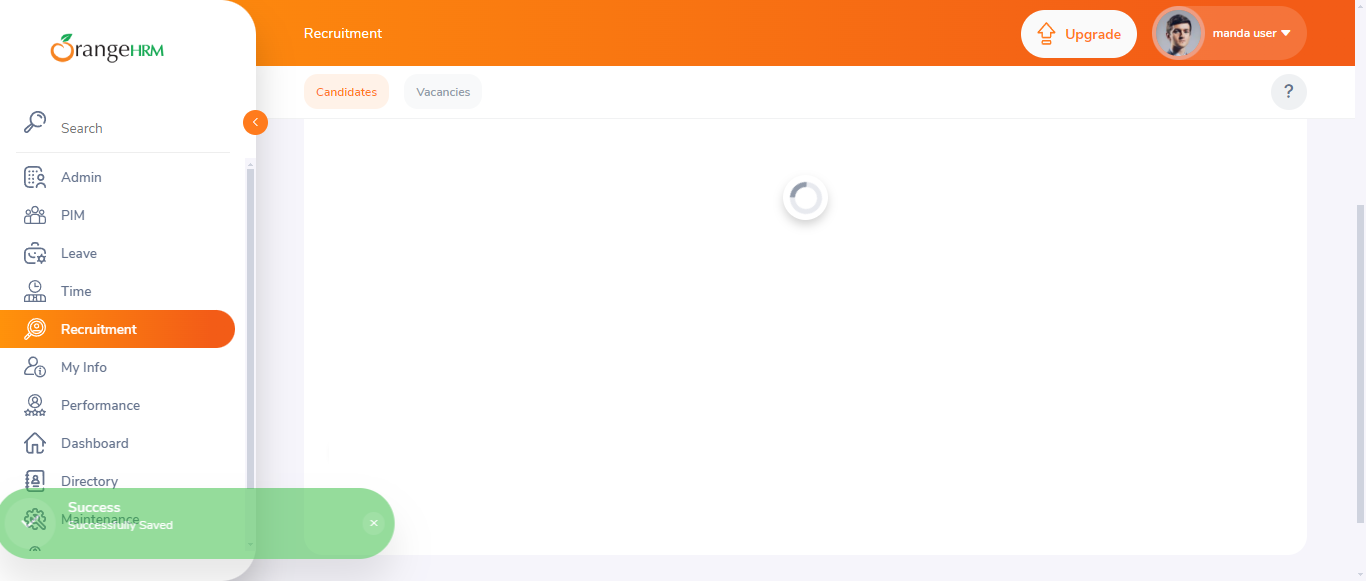 OrangeHRM
Recruitment
Upgrade
manda user
Candidates
Vacancies
?
Search
Admin
PIM
Leave
Time
Recruitment
My Info
Performance
Dashboard
Directory
Maintenance
Success
Successfully Saved